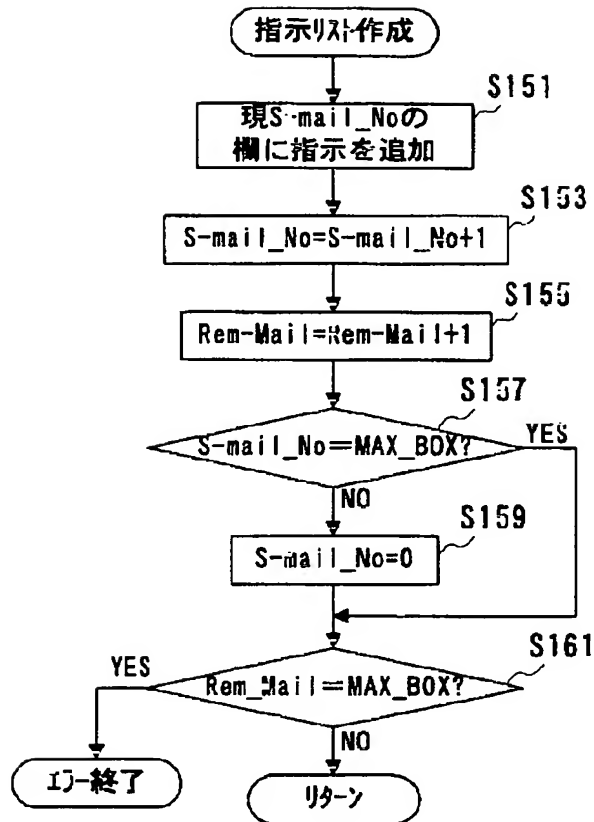 指示リスト作成
S151
現S-mail_Noの
欄に指示を追加
S153
S-mail_No=S-mail_No+1
S155
Rem-Mail=Rem-Mail+1
S157
S-mail_No=MAX_BOX?
YES
NO
S159
S-mail_No=0
S161
YES
Rem_Mail=MAX_BOX?
NO
エラー終了
リターン